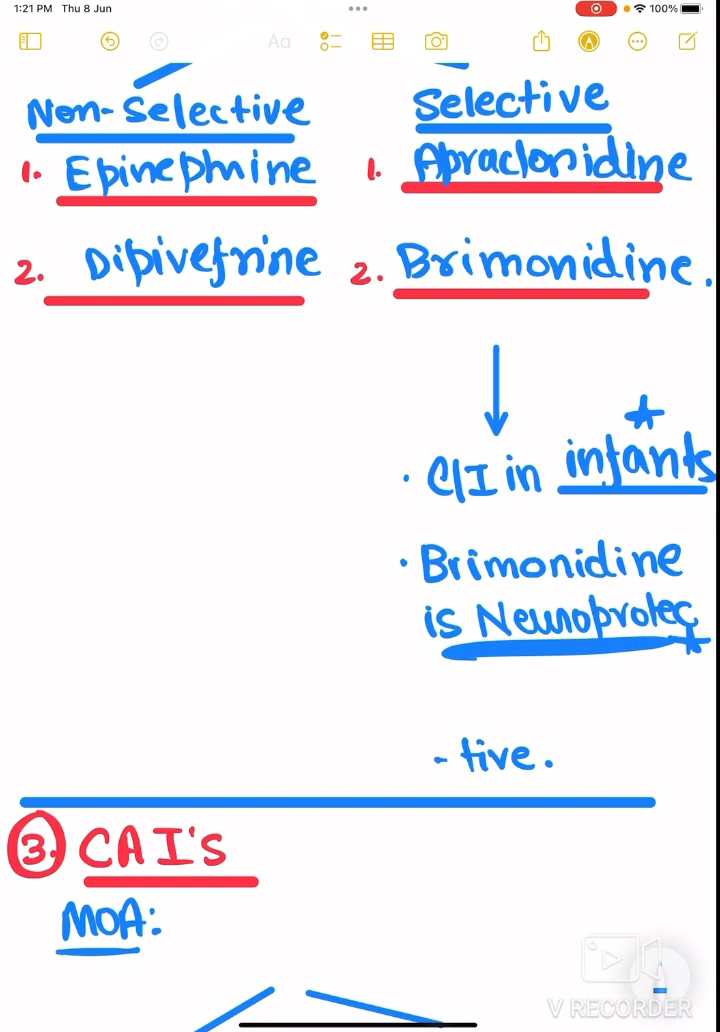 1:21 PM Thu 8 Jun
100%
Aa
Non-Selective
1. Epinephrine
2. Dipivefrine
Selective
1. Apraclonidine
2. Brimonidine.
· C/I in infants
· Brimonidine
is Neuroprotec
- tive.
3. CAI's
MOA:
V RECORDER